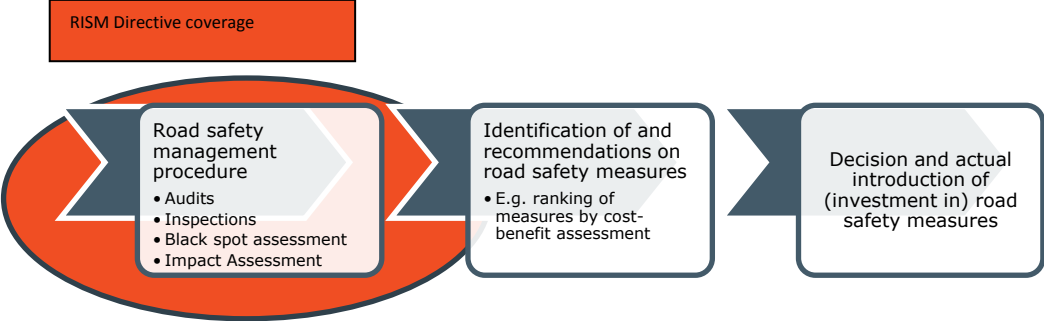 RISM Directive coverage
Road safety
management
procedure
• Audits
• Inspections
• Black spot assessment
• Impact Assessment
Identification of and
recommendations on
road safety measures
• E.g. ranking of
measures by cost-
benefit assessment
Decision and actual
introduction of
(investment in) road
safety measures